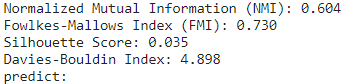 Normalized Mutual Information (NMI): 0.604
Fowlkes-Mallows Index (FMI): 0.730
Silhouette Score: 0.035
Davies-Bouldin Index: 4.898
predict: